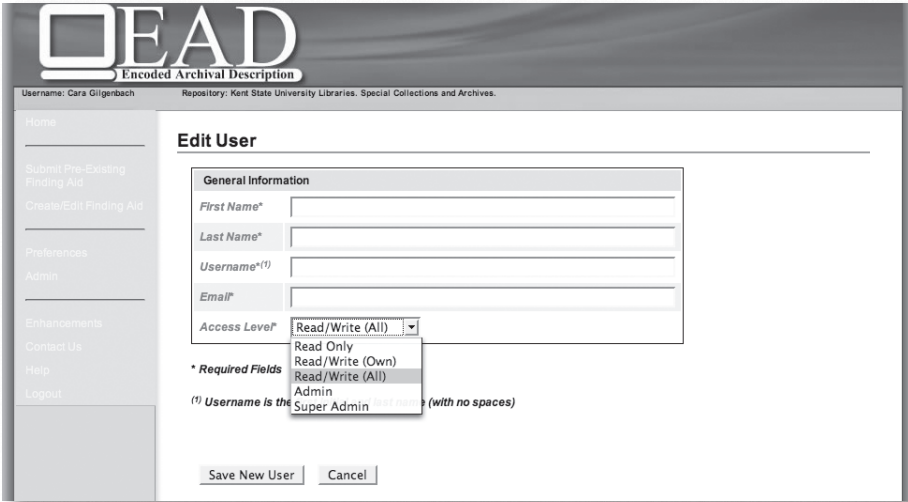 EAD
Encoded Archival Description
Username: Cara Gilgenbach Repository: Kent State University Libraries. Special Collections and Archives.
Home
Submit Pre-Existing
Finding Aid
Create/Edit Finding Aid
Preferences
Admin
Enhancements
Contact Us
Help
Logout
Edit User
General Information
First Name*
Last Name*
Username*(1)
Email*
Access Level* Read/Write (All)
Read Only
Read/Write (Own)
Read/Write (All)
Admin
Super Admin
* Required Fields
(1) Username is the last name (with no spaces)
Save New User Cancel